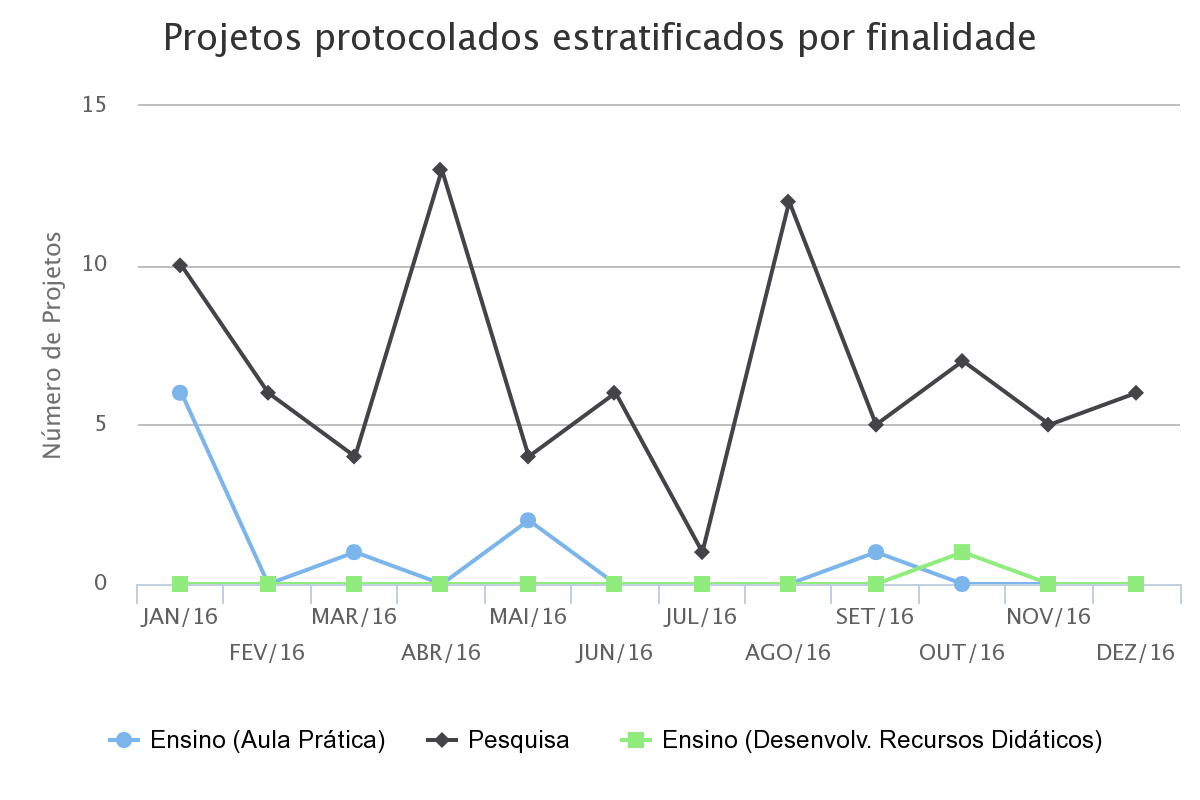 Projetos protocolados estratificados por finalidade
Número de Projetos
15
10
5
0
JAN/16
FEV/16
MAR/16
ABR/16
MAI/16
JUN/16
JUL/16
AGO/16
SET/16
OUT/16
NOV/16
DEZ/16
Ensino (Aula Prática)
Pesquisa
Ensino (Desenvolv. Recursos Didáticos)